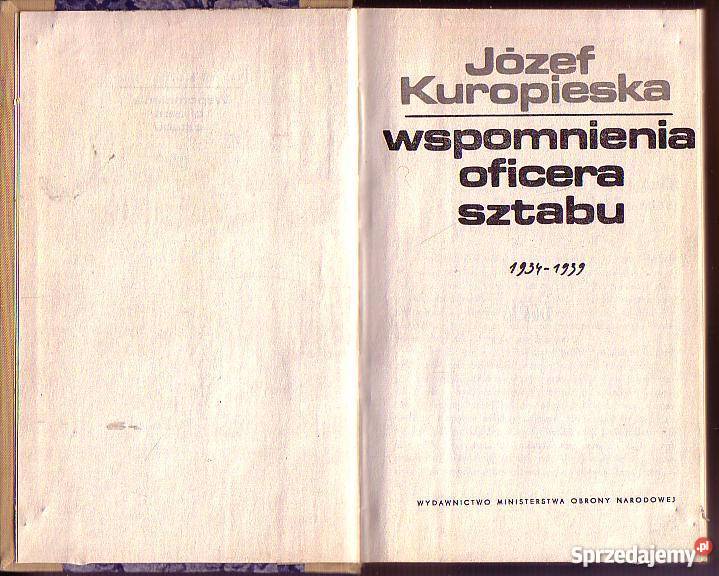 Józef
Kuropieska
wspomnienia
oficera
sztabu
1934-1939
WYDAWNICTWO MINISTERSTWA OBRONY NARODOWEJ
Sprzedajemy.pl